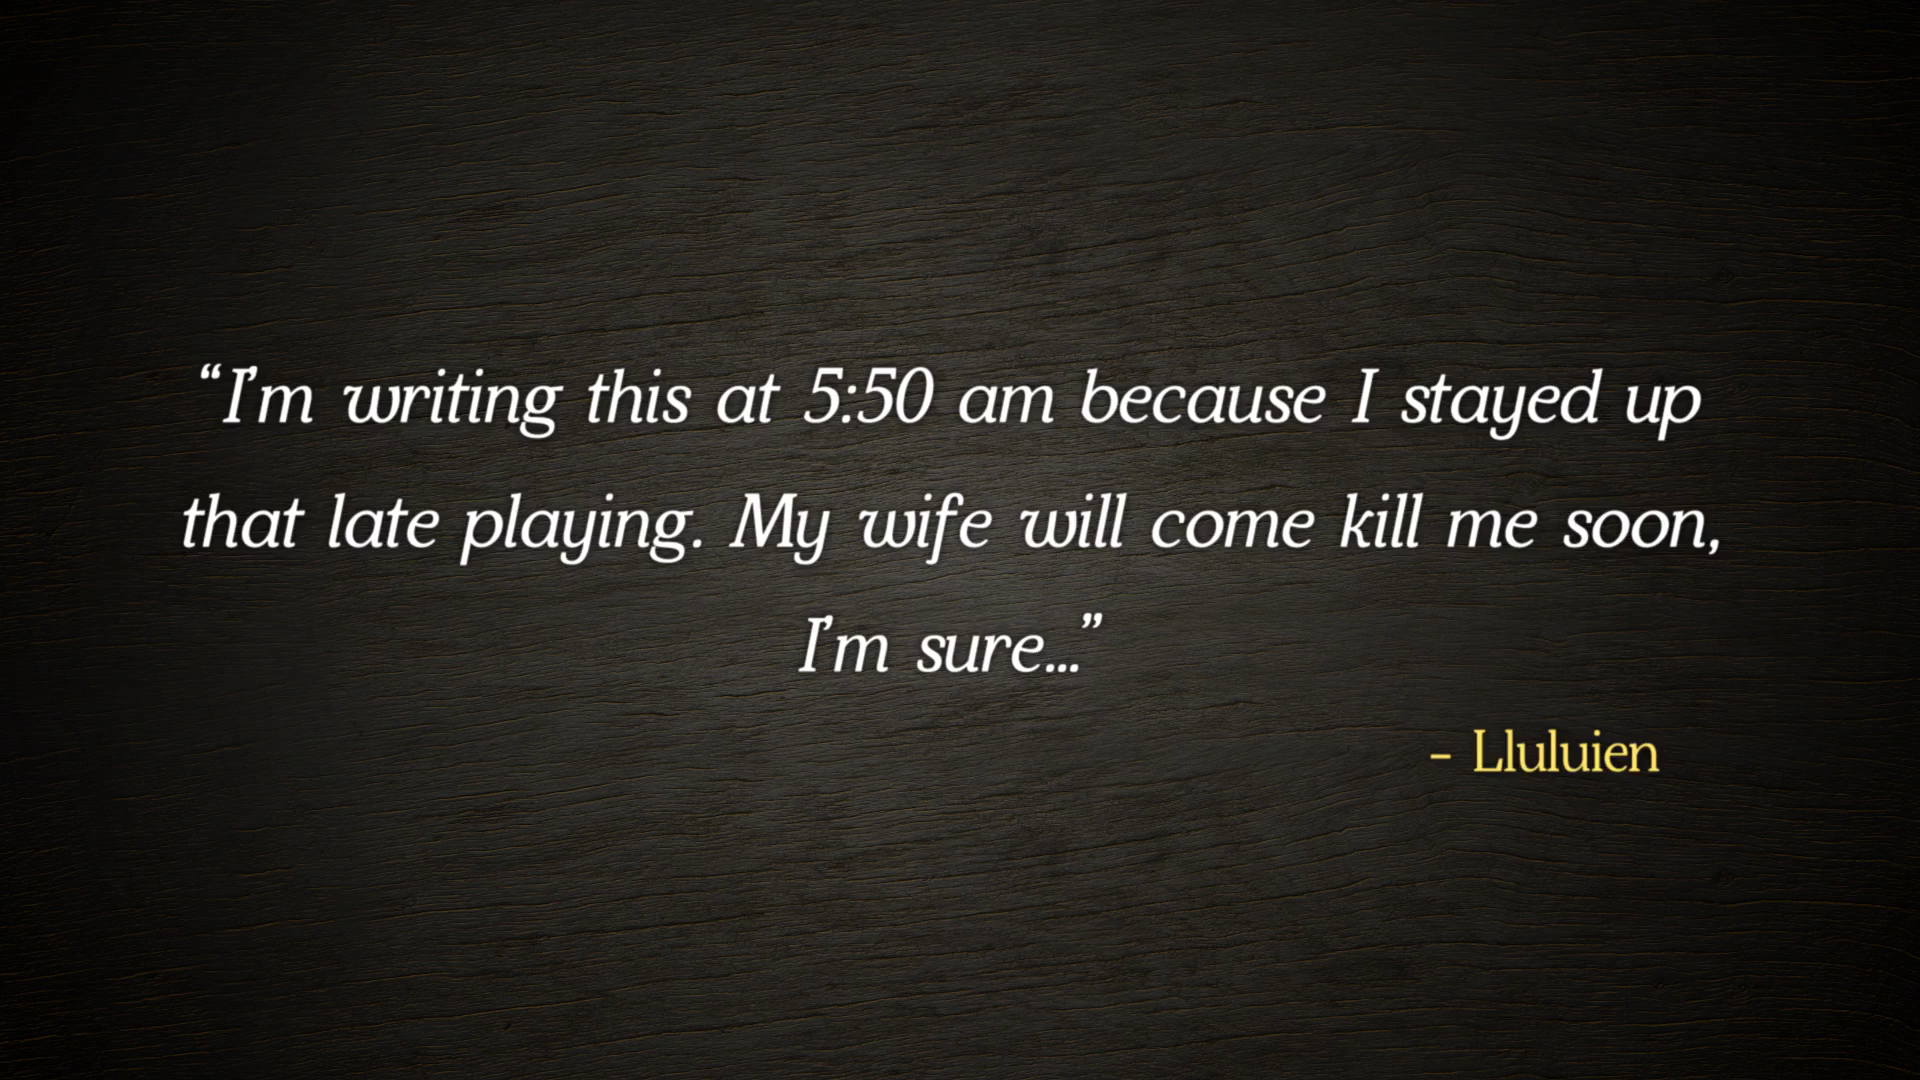 “I’m writing this at 5:50 am because I stayed up
that late playing. My wife will come kill me soon,
I’m sure...”
- Lluluien